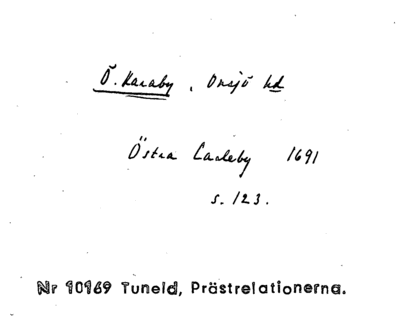 Ö. Karaby, Onsjö hd
Östra Carleby 1691
s. 123.
Nr 10169 Tuneld, Prästrelationerna.